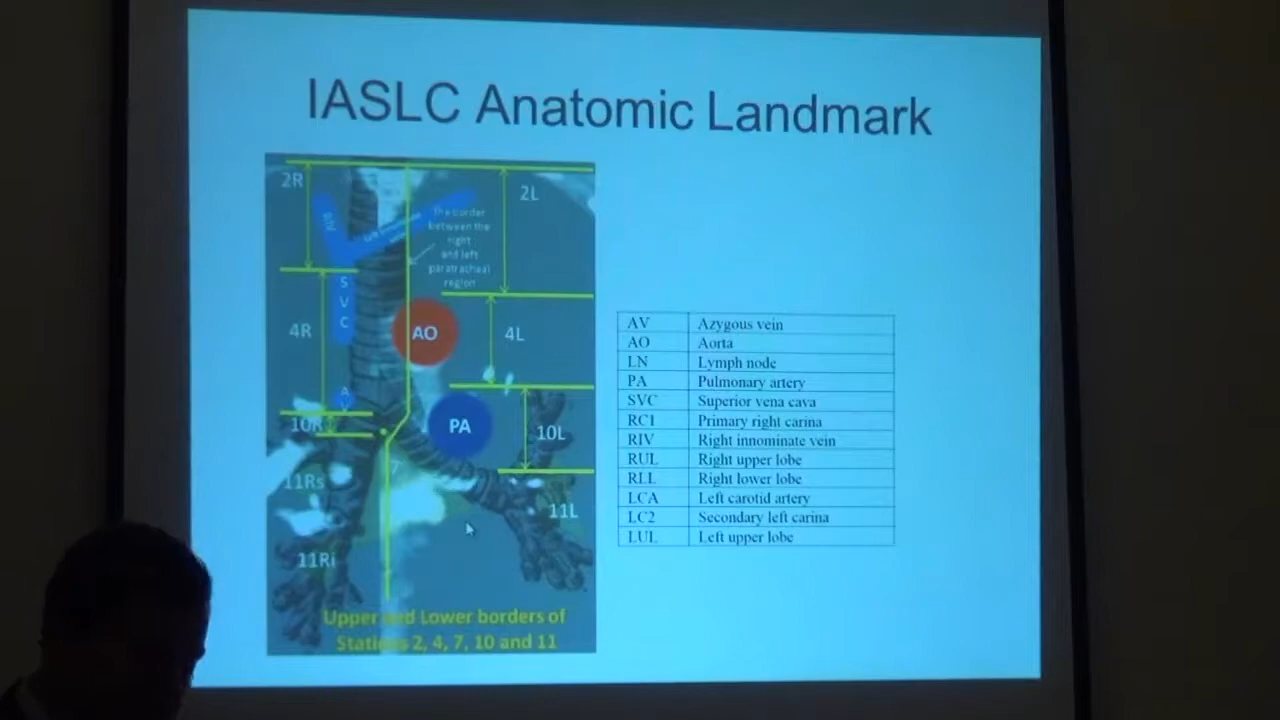 IASLC Anatomic Landmark
2R
2L
The border
between the
right
and left
paratracheal
region
SVC
4R
AO
4L
10R
PA
10L
7
11Rs
11L
11Ri
Upper and Lower borders of
Stations 2, 4, 7, 10 and 11
AV Azygous vein
AO Aorta
LN Lymph node
PA Pulmonary artery
SVC Superior vena cava
RC1 Primary right carina
RIV Right innominate vein
RUL Right upper lobe
RLL Right lower lobe
LCA Left carotid artery
LC2 Secondary left carina
LUL Left upper lobe